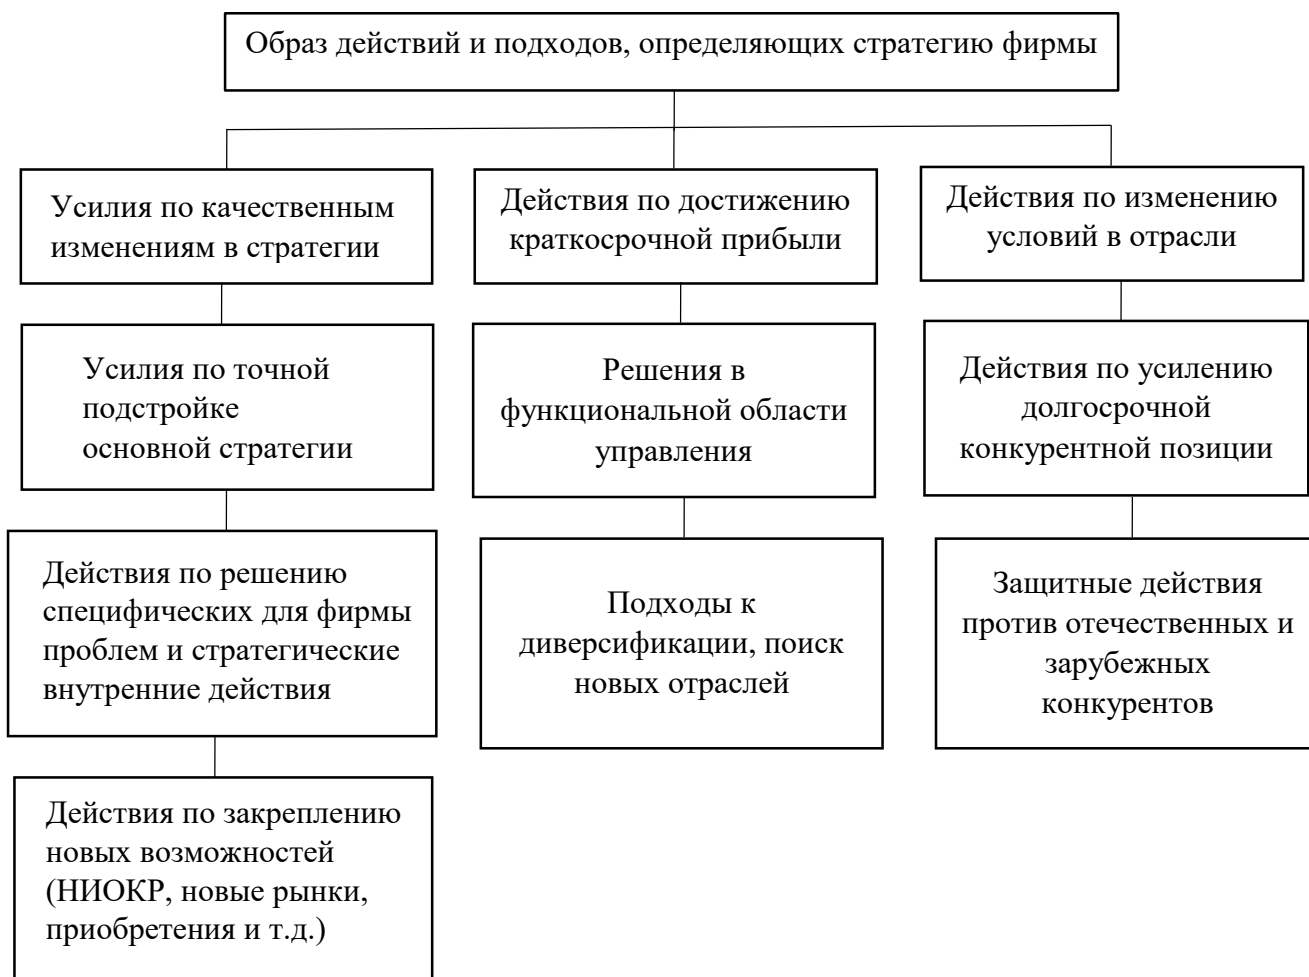 Образ действий и подходов, определяющих стратегию фирмы
Усилия по качественным
изменениям в стратегии
Усилия по точной
подстройке
основной стратегии
Действия по решению
специфических для фирмы
проблем и стратегические
внутренние действия
Действия по закреплению
новых возможностей
(НИОКР, новые рынки,
приобретения и т.д.)
Действия по достижению
краткосрочной прибыли
Решения в
функциональной области
управления
Подходы к
диверсификации, поиск
новых отраслей
Действия по изменению
условий в отрасли
Действия по усилению
долгосрочной
конкурентной позиции
Защитные действия
против отечественных и
зарубежных
конкурентов